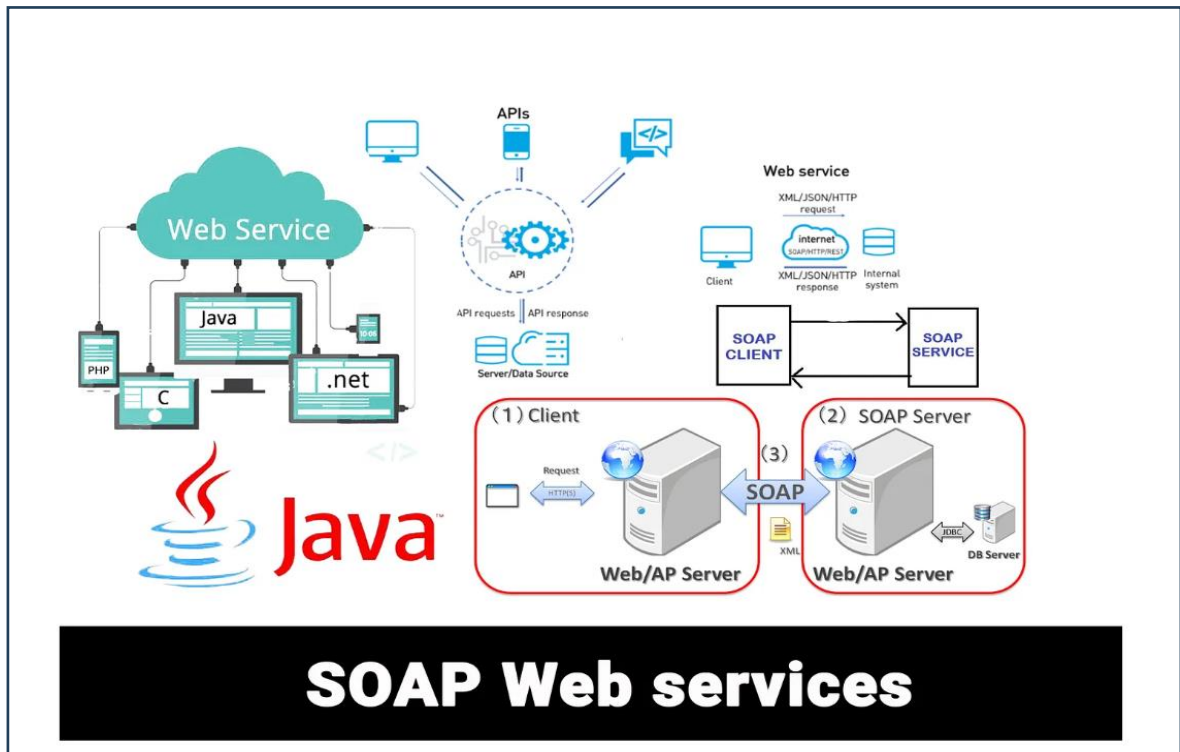 APIs
</>
Web Service
Java
PHP
C
10:06
.net
API
API requests
API response
Server/Data Source
Web service
XML/JSON/HTTP
request
internet
SOAP/HTTP/REST
XML/JSON/HTTP
response
Client
Internal
system
SOAP
CLIENT
SOAP
SERVICE
</>
Java™
(1) Client
Request
HTTP(S)
Web/AP Server
(3)
SOAP
XML
(2) SOAP Server
JDBC
DB Server
Web/AP Server
SOAP Web services